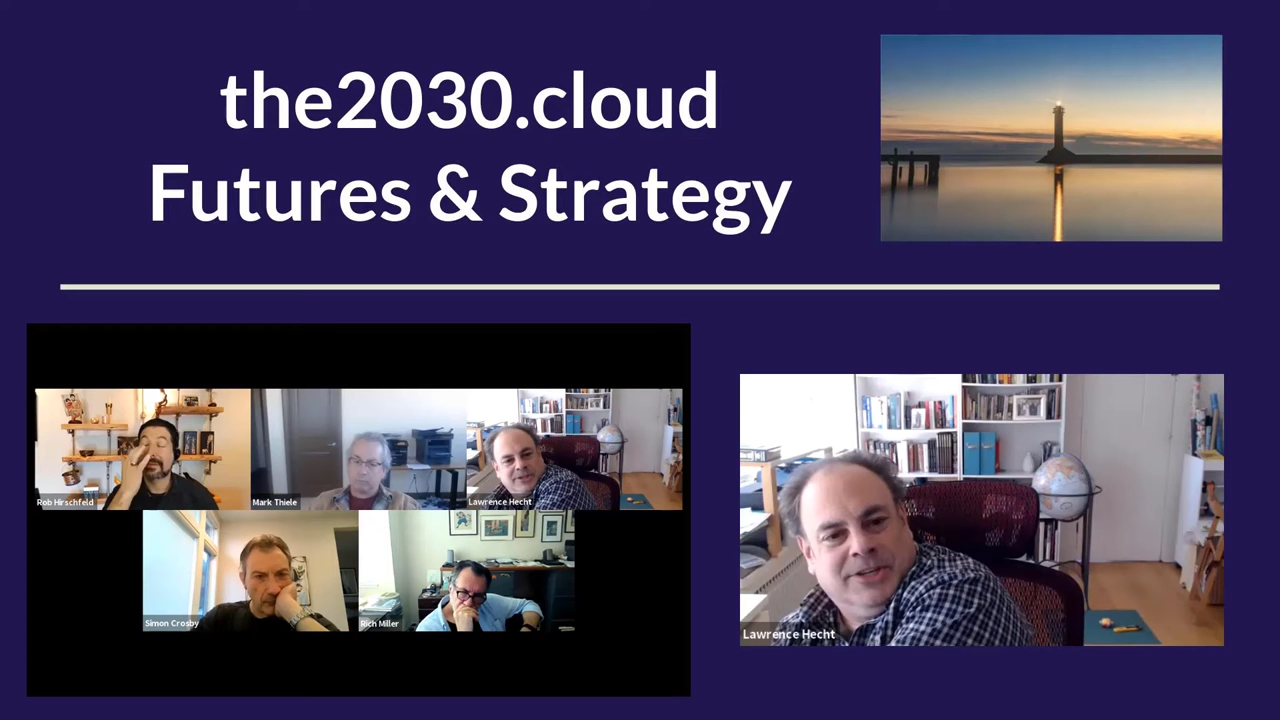 the2030.cloud
Futures & Strategy
Rob Hirschfeld
Mark Thiele
Lawrence Hecht
Simon Crosby
Rich Miller
Lawrence Hecht